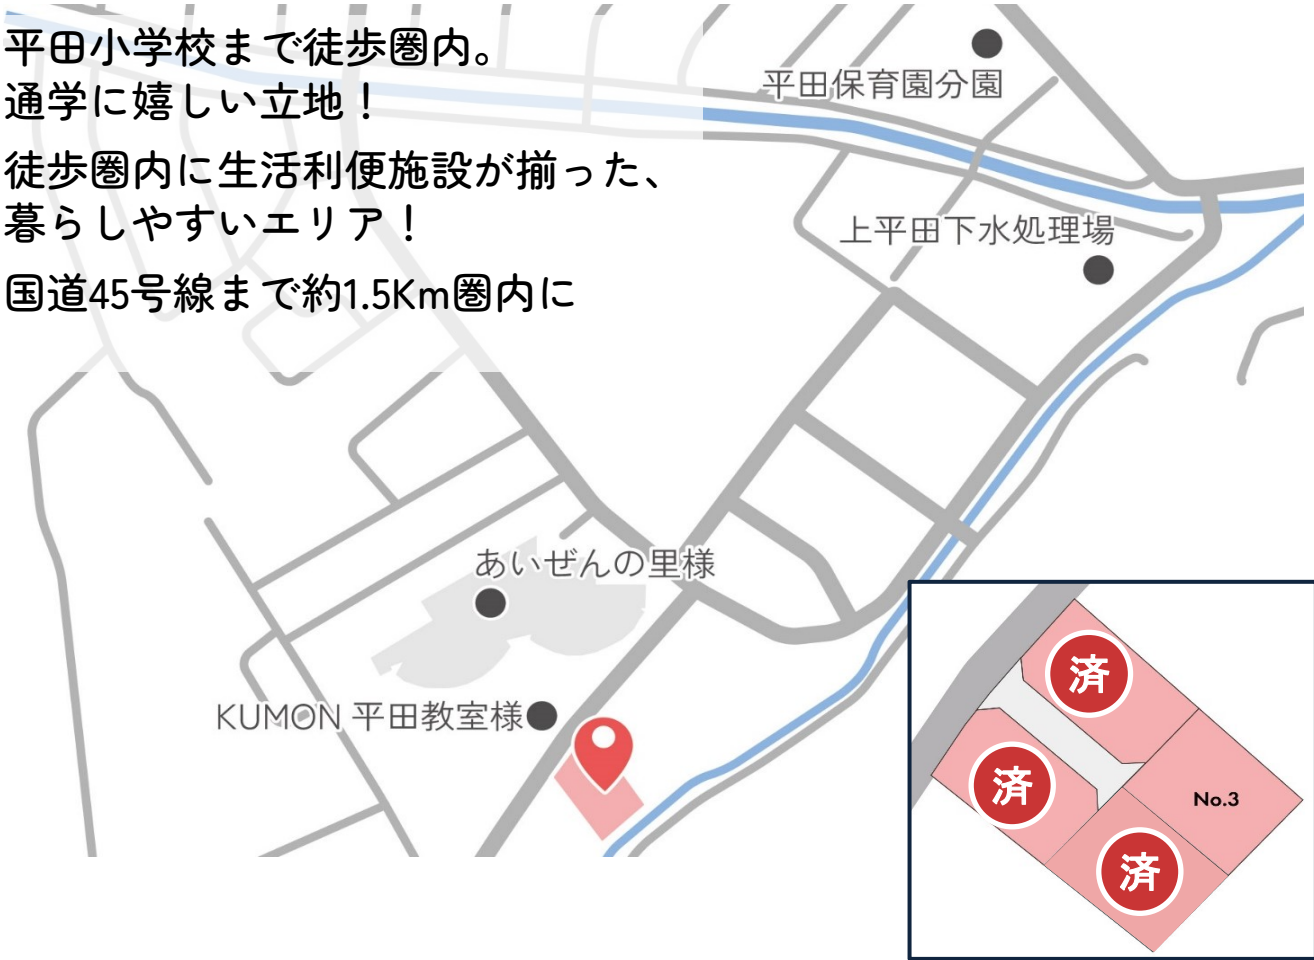 平田小学校まで徒歩圏内。
通学に嬉しい立地！
徒歩圏内に生活利便施設が揃った、
暮らしやすいエリア！
国道45号線まで約1.5Km圏内に
平田保育園分園
上平田下水処理場
あいぜんの里様
KUMON 平田教室様
済
済
No.3
済